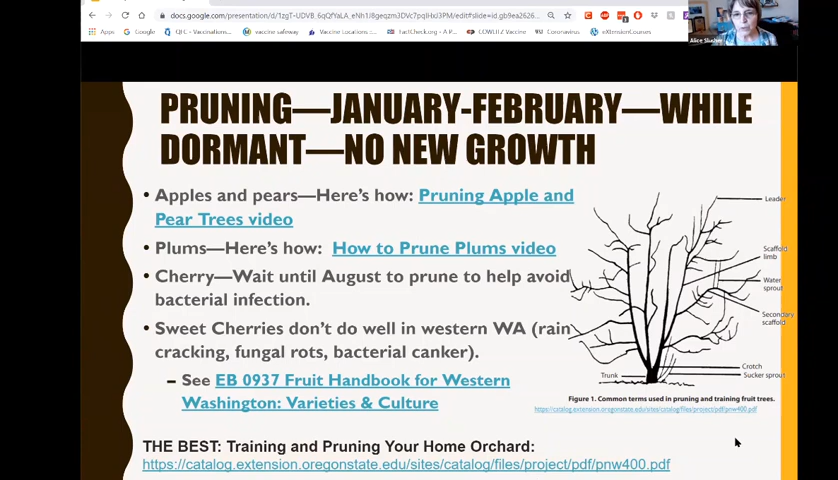 docs.google.com/presentation/d/
Apps
Google
QFC - Vaccinations...
vaccine safeway
Vaccine Locations
FactCheck.org - A P...
COWLITZ Vaccine
Coronavirus
eXtensionCourses
Alice Slusher
PRUNING—JANUARY-FEBRUARY—WHILE
DORMANT—NO NEW GROWTH
• Apples and pears—Here's how: Pruning Apple and
Pear Trees video
• Plums—Here's how: How to Prune Plums video
• Cherry—Wait until August to prune to help avoid
bacterial infection.
• Sweet Cherries don't do well in western WA (rain
cracking, fungal rots, bacterial canker).
– See EB 0937 Fruit Handbook for Western
Washington: Varieties & Culture
Leader
Scaffold
limb
Water
sprout
Secondary
scaffold
Crotch
Trunk
Sucker sprout
Figure 1. Common terms used in pruning and training fruit trees.
https://catalog.extension.oregonstate.edu/sites/catalog/files/project/pdf/pnw400.pdf
THE BEST: Training and Pruning Your Home Orchard:
https://catalog.extension.oregonstate.edu/sites/catalog/files/project/pdf/pnw400.pdf